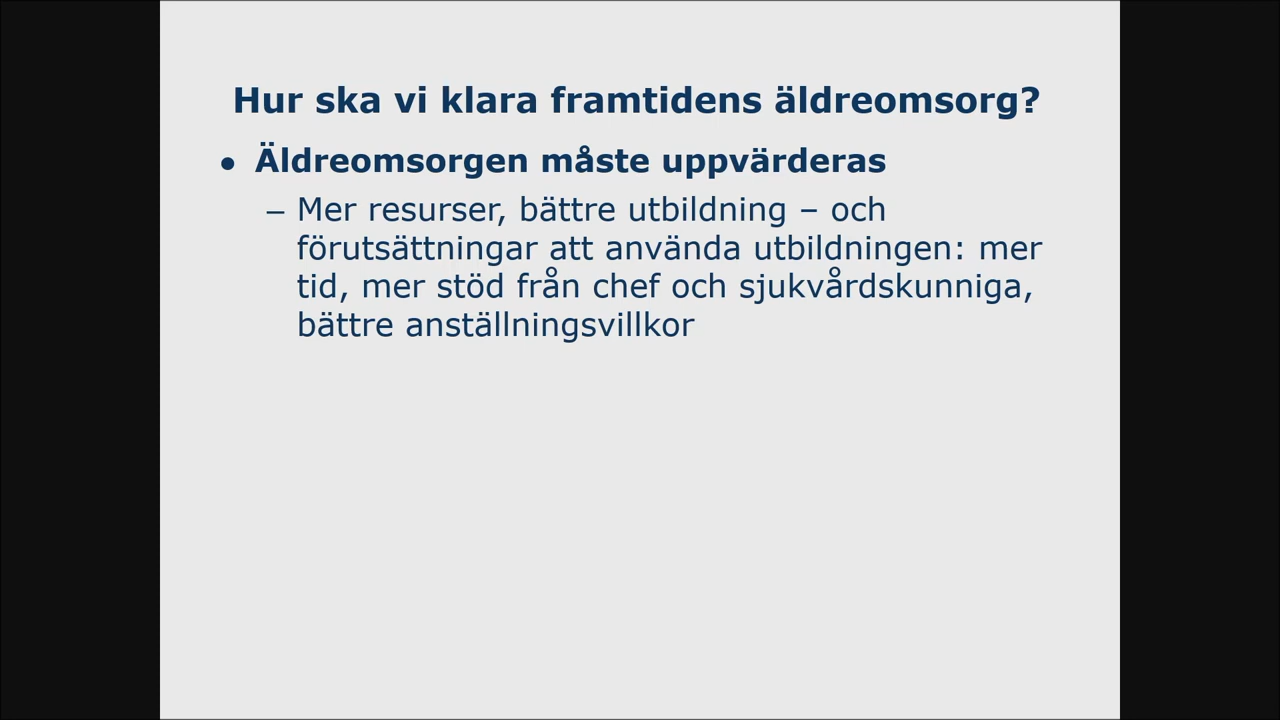 Hur ska vi klara framtidens äldreomsorg?
● Äldreomsorgen måste uppvärderas
– Mer resurser, bättre utbildning – och
förutsättningar att använda utbildningen: mer
tid, mer stöd från chef och sjukvårdskunniga,
bättre anställningsvillkor